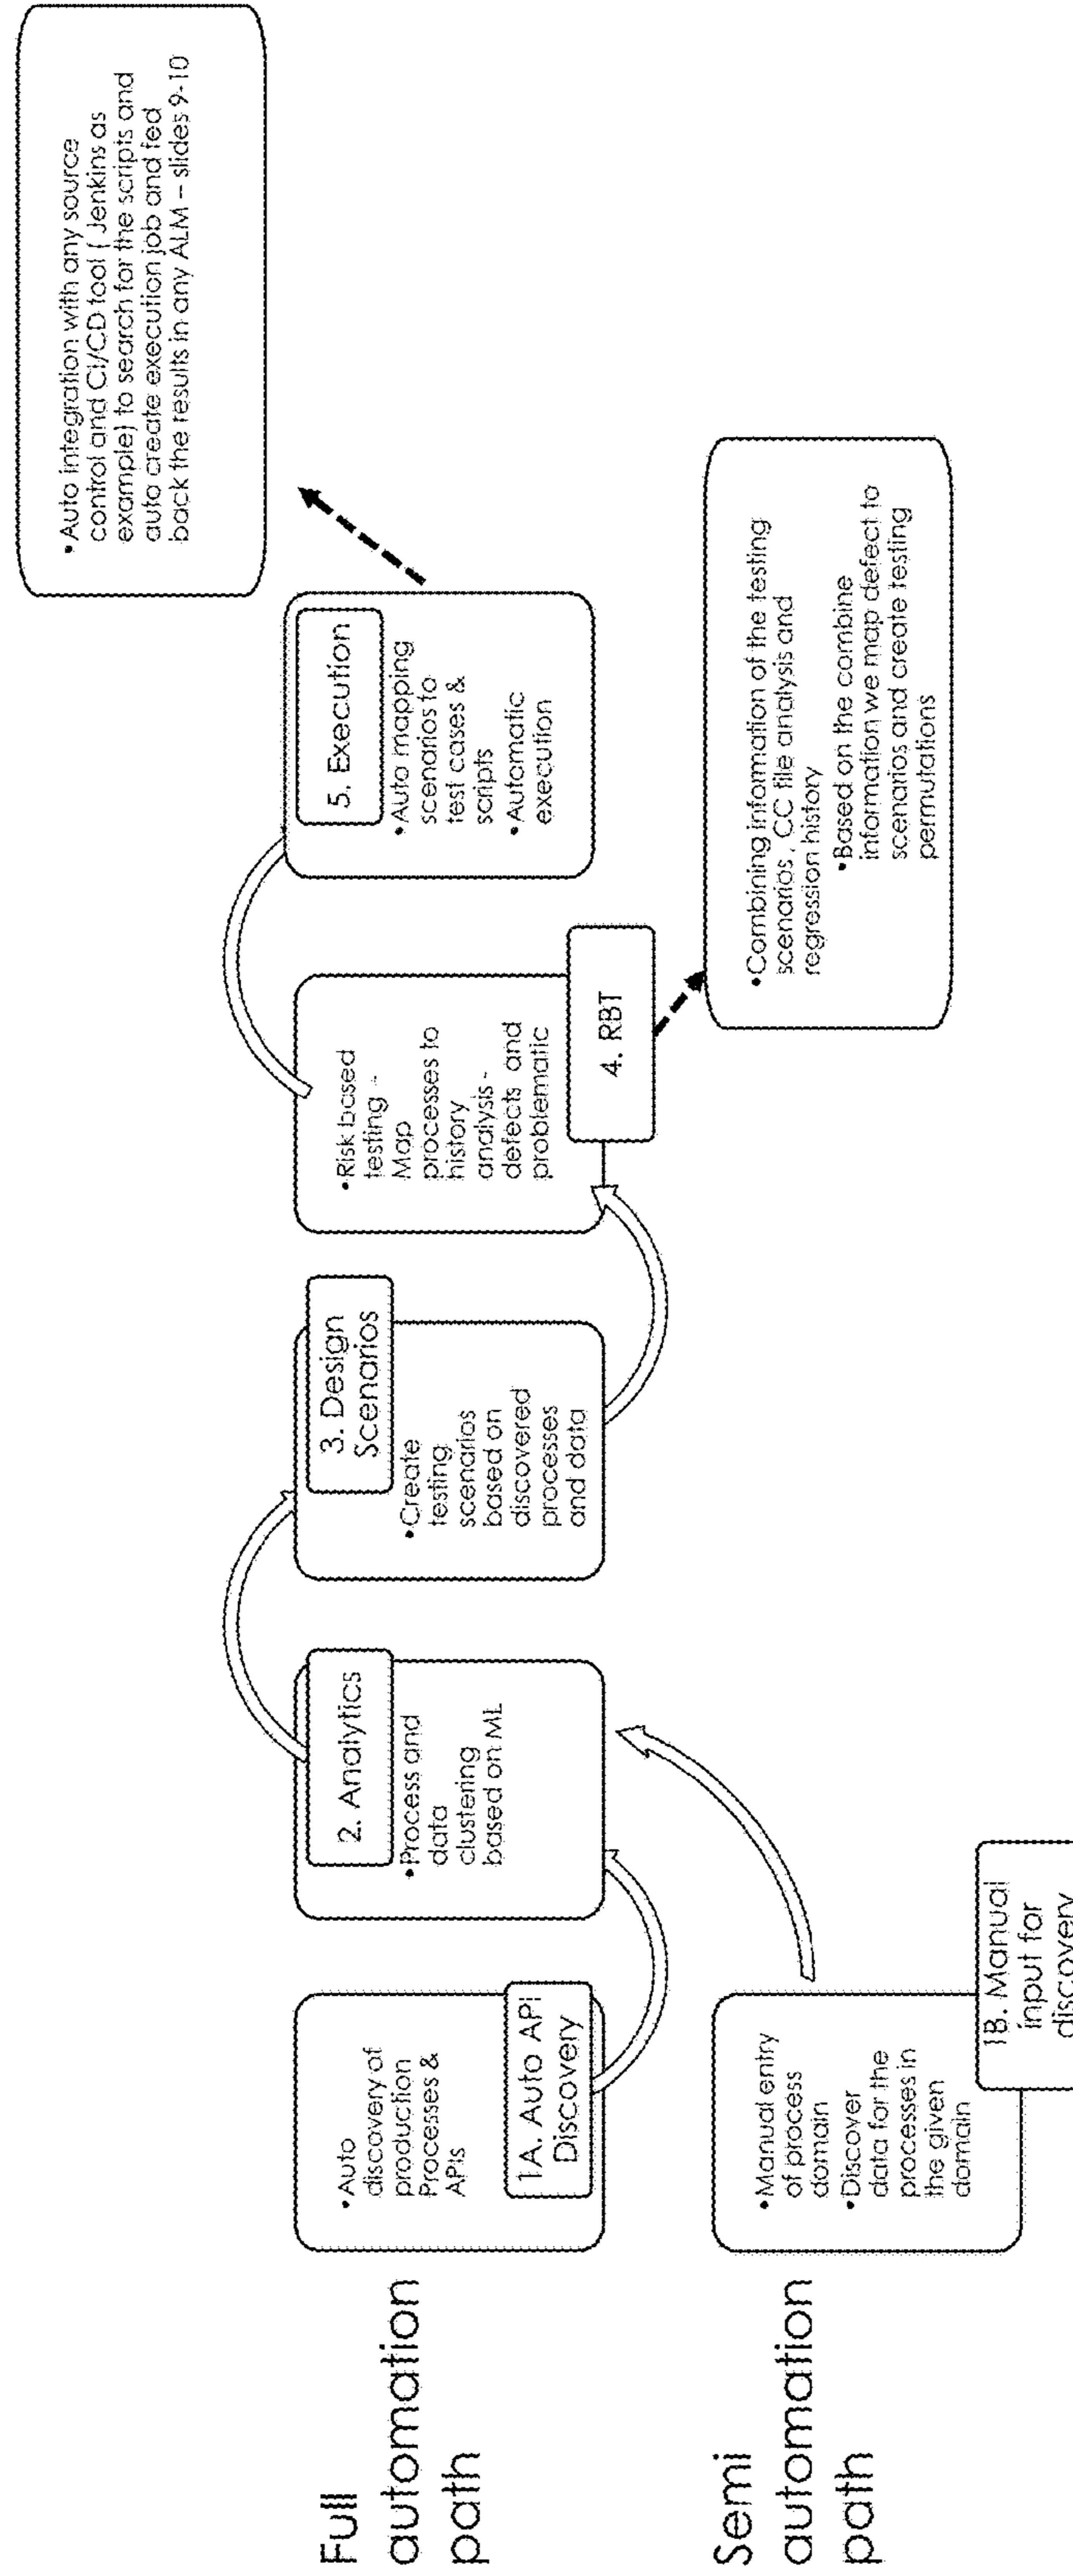 Full
automation
path
•Auto
discovery of
production
Processes &
APIs
1A. Auto API
Discovery
2. Analytics
•Process and
data
clustering
based on ML
3. Design
Scenarios
•Create
testing
scenarios
based on
discovered
processes
and data
•Risk based
testing -
Map
processes to
history
analysis -
defects and
problematic
4. RBT
5. Execution
•Auto mapping
scenarios to
test cases &
scripts
•Automatic
execution
•Auto integration with any source
control and CI/CD tool ( Jenkins as
example) to search for the scripts and
auto create execution job and fed
back the results in any ALM – slides 9-10
•Combining information of the testing
scenarios , CC file analysis and
regression history
•Based on the combine
information we map defect to
scenarios and create testing
permutations
Semi
automation
path
•Manual entry
of process
domain
•Discover
data for the
processes in
the given
domain
1B. Manual
input for
discovery